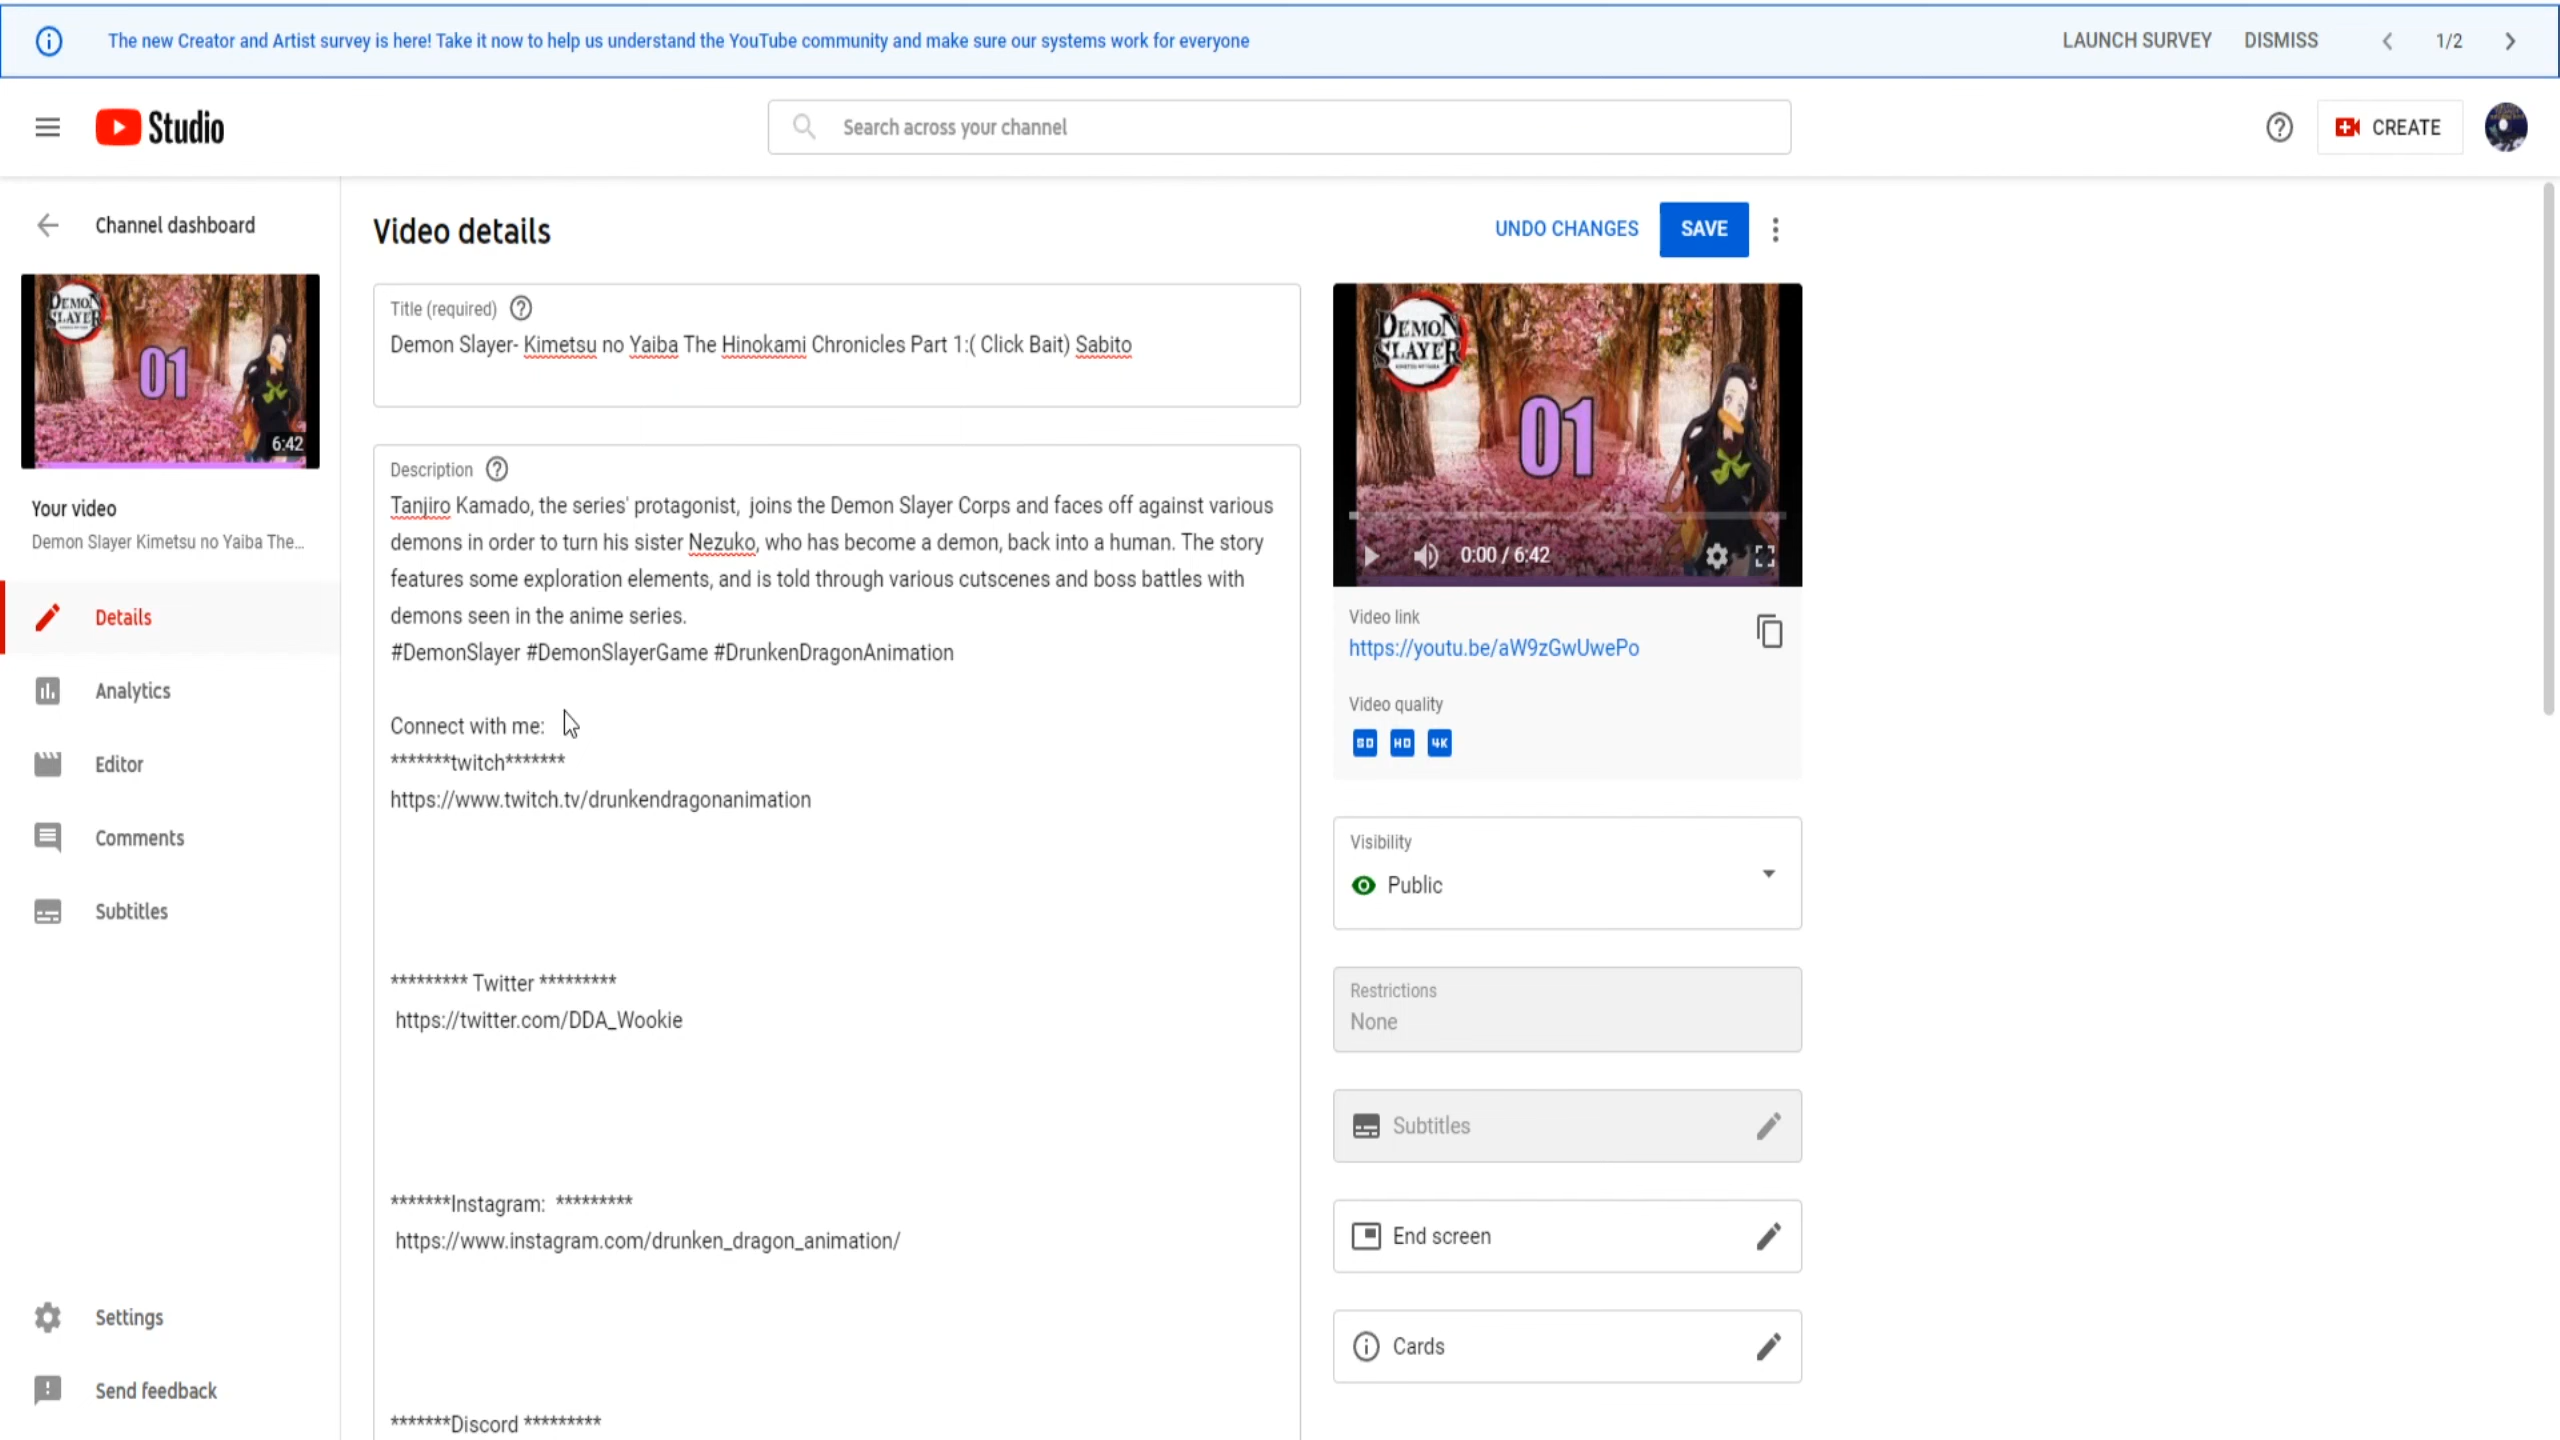 The new Creator and Artist survey is here! Take it now to help us understand the YouTube community and make sure our systems work for everyone
LAUNCH SURVEY
DISMISS
1/2
Studio
Search across your channel
CREATE
Channel dashboard
DEMON
SLAYER
01
6:42
Your video
Demon Slayer Kimetsu no Yaiba The...
Details
Analytics
Editor
Comments
Subtitles
Settings
Send feedback
Video details
UNDO CHANGES
SAVE
Title (required)
Demon Slayer- Kimetsu no Yaiba The Hinokami Chronicles Part 1:( Click Bait) Sabito
Description
Tanjiro Kamado, the series' protagonist,  joins the Demon Slayer Corps and faces off against various
demons in order to turn his sister Nezuko, who has become a demon, back into a human. The story
features some exploration elements, and is told through various cutscenes and boss battles with
demons seen in the anime series.
#DemonSlayer #DemonSlayerGame #DrunkenDragonAnimation
Connect with me:
*******twitch*******
https://www.twitch.tv/drunkendragonanimation
********* Twitter *********
https://twitter.com/DDA_Wookie
*******Instagram:  *********
https://www.instagram.com/drunken_dragon_animation/
*******Discord *********
DEMON
SLAYER
KIMETSU NO YAIBA
01
0:00 / 6:42
Video link
https://youtu.be/aW9zGwUwePo
Video quality
SD HD 4K
Visibility
Public
Restrictions
None
Subtitles
End screen
Cards